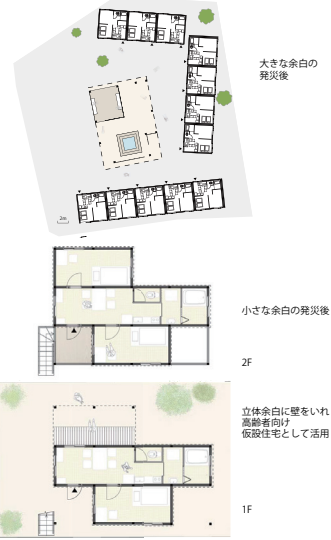 大きな余白の
発災後
2m
小さな余白の発災後
2F
立体余白に壁をいれ
高齢者向け
仮設住宅として活用
1F